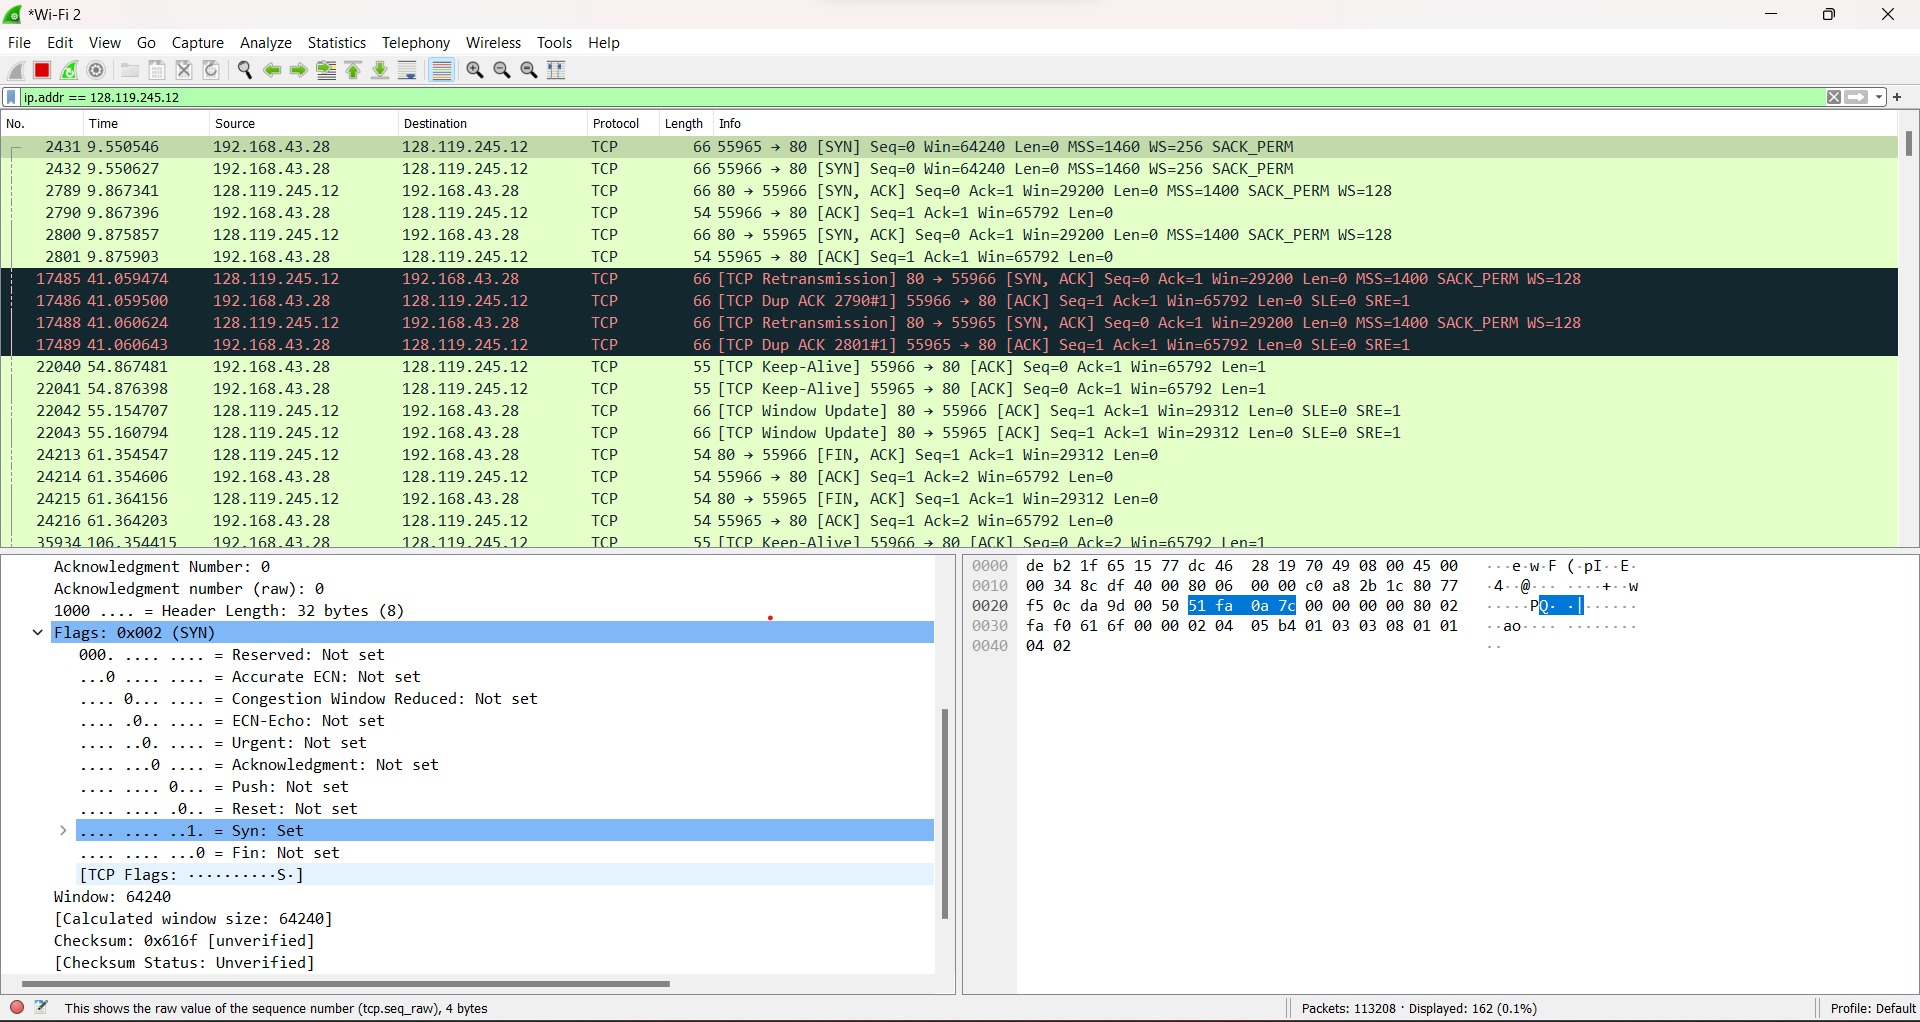 *Wi-Fi 2
File Edit View Go Capture Analyze Statistics Telephony Wireless Tools Help
ip.addr == 128.119.245.12
No. Time Source Destination Protocol Length Info
2431 9.550546 192.168.43.28 128.119.245.12 TCP 66 55965 → 80 [SYN] Seq=0 Win=64240 Len=0 MSS=1460 WS=256 SACK_PERM
2432 9.550627 192.168.43.28 128.119.245.12 TCP 66 55966 → 80 [SYN] Seq=0 Win=64240 Len=0 MSS=1460 WS=256 SACK_PERM
2789 9.867341 128.119.245.12 192.168.43.28 TCP 66 80 → 55966 [SYN, ACK] Seq=0 Ack=1 Win=29200 Len=0 MSS=1400 SACK_PERM WS=128
2790 9.867396 192.168.43.28 128.119.245.12 TCP 54 55966 → 80 [ACK] Seq=1 Ack=1 Win=65792 Len=0
2800 9.875857 128.119.245.12 192.168.43.28 TCP 66 80 → 55965 [SYN, ACK] Seq=0 Ack=1 Win=29200 Len=0 MSS=1400 SACK_PERM WS=128
2801 9.875903 192.168.43.28 128.119.245.12 TCP 54 55965 → 80 [ACK] Seq=1 Ack=1 Win=65792 Len=0
17485 41.059474 128.119.245.12 192.168.43.28 TCP 66 [TCP Retransmission] 80 → 55966 [SYN, ACK] Seq=0 Ack=1 Win=29200 Len=0 MSS=1400 SACK_PERM WS=128
17486 41.059500 192.168.43.28 128.119.245.12 TCP 66 [TCP Dup ACK 2790#1] 55966 → 80 [ACK] Seq=1 Ack=1 Win=65792 Len=0 SLE=0 SRE=1
17488 41.060624 128.119.245.12 192.168.43.28 TCP 66 [TCP Retransmission] 80 → 55965 [SYN, ACK] Seq=0 Ack=1 Win=29200 Len=0 MSS=1400 SACK_PERM WS=128
17489 41.060643 192.168.43.28 128.119.245.12 TCP 66 [TCP Dup ACK 2801#1] 55965 → 80 [ACK] Seq=1 Ack=1 Win=65792 Len=0 SLE=0 SRE=1
22040 54.867481 192.168.43.28 128.119.245.12 TCP 55 [TCP Keep-Alive] 55966 → 80 [ACK] Seq=0 Ack=1 Win=65792 Len=1
22041 54.876398 192.168.43.28 128.119.245.12 TCP 55 [TCP Keep-Alive] 55965 → 80 [ACK] Seq=0 Ack=1 Win=65792 Len=1
22042 55.154707 128.119.245.12 192.168.43.28 TCP 66 [TCP Window Update] 80 → 55966 [ACK] Seq=1 Ack=1 Win=29312 Len=0 SLE=0 SRE=1
22043 55.160794 128.119.245.12 192.168.43.28 TCP 66 [TCP Window Update] 80 → 55965 [ACK] Seq=1 Ack=1 Win=29312 Len=0 SLE=0 SRE=1
24213 61.354547 128.119.245.12 192.168.43.28 TCP 54 80 → 55966 [FIN, ACK] Seq=1 Ack=1 Win=29312 Len=0
24214 61.354606 192.168.43.28 128.119.245.12 TCP 54 55966 → 80 [ACK] Seq=1 Ack=2 Win=65792 Len=0
24215 61.364156 128.119.245.12 192.168.43.28 TCP 54 80 → 55965 [FIN, ACK] Seq=1 Ack=1 Win=29312 Len=0
24216 61.364203 192.168.43.28 128.119.245.12 TCP 54 55965 → 80 [ACK] Seq=1 Ack=2 Win=65792 Len=0
35934 106.354415 192.168.43.28 128.119.245.12 TCP 55 [TCP Keep-Alive] 55966 → 80 [ACK] Seq=0 Ack=2 Win=65792 Len=1
Acknowledgment Number: 0
Acknowledgment number (raw): 0
1000 .... = Header Length: 32 bytes (8)
Flags: 0x002 (SYN)
000. .... .... = Reserved: Not set
...0 .... .... = Accurate ECN: Not set
.... 0... .... = Congestion Window Reduced: Not set
.... .0.. .... = ECN-Echo: Not set
.... ..0. .... = Urgent: Not set
.... ...0 .... = Acknowledgment: Not set
.... .... 0... = Push: Not set
.... .... .0.. = Reset: Not set
.... .... ..1. = Syn: Set
.... .... ...0 = Fin: Not set
[TCP Flags: ··········S·]
Window: 64240
[Calculated window size: 64240]
Checksum: 0x616f [unverified]
[Checksum Status: Unverified]
0000 de b2 1f 65 15 77 dc 46 28 19 70 49 08 00 45 00 ···e·w·F (·pI··E·
0010 00 34 8c df 40 00 80 06 00 00 c0 a8 2b 1c 80 77 ·4··@··· ····+··w
0020 f5 0c da 9d 00 50 51 fa 0a 7c 00 00 00 00 80 02 ·····PQ· ·|······
0030 fa f0 61 6f 00 00 02 04 05 b4 01 03 03 08 01 01 ··ao···· ········
0040 04 02 ··
This shows the raw value of the sequence number (tcp.seq_raw), 4 bytes
Packets: 113208 · Displayed: 162 (0.1%)
Profile: Default